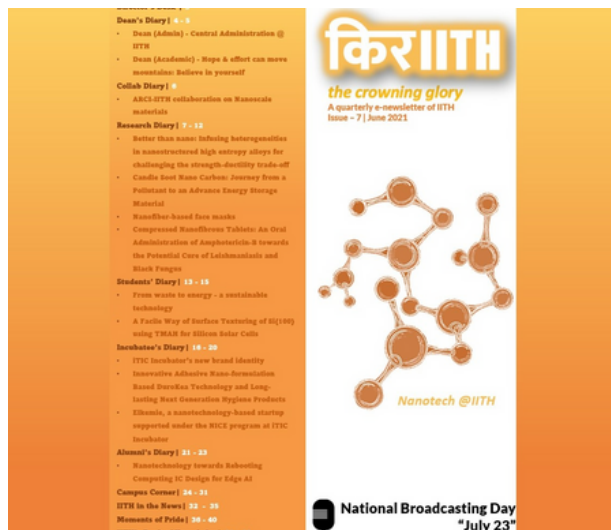 Dean's Diary| 4 - 5
• Dean (Admin) - Central Administration @
IITH
• Dean (Academic) - Hope & effort can move
mountains: Believe in yourself
Collab Diary| 6
• ARCI-IITH collaboration on Nanoscale
materials
Research Diary| 7 - 12
• Better than nano: Infusing heterogeneities
in nanostructured high entropy alloys for
challenging the strength-ductility trade-off
• Candle Soot Nano Carbon: Journey from a
Pollutant to an Advance Energy Storage
Material
• Nanofiber-based face masks
• Compressed Nanofibrous Tablets: An Oral
Administration of Amphotericin-B towards
the Potential Cure of Leishmaniasis and
Black Fungus
Students' Diary| 13 - 15
• From waste to energy - a sustainable
technology
• A Facile Way of Surface Texturing of Si(100)
using TMAH for Silicon Solar Cells
Incubatee's Diary| 16 - 20
• iTIC Incubator's new brand identity
• Innovative Adhesive Nano-formulation
Based DuroKea Technology and Long-
lasting Next Generation Hygiene Products
• Elkomie, a nanotechnology-based startup
supported under the NICE program at iTIC
Incubator
Alumni's Diary| 21 - 23
• Nanotechnology towards Rebooting
Computing IC Design for Edge AI
Campus Corner| 24 - 31
IITH in the News| 32 - 35
Moments of Pride| 36 - 40
किरIITH
the crowning glory
A quarterly e-newsletter of IITH
Issue – 7 | June 2021
Nanotech @IITH
National Broadcasting Day
"July 23"